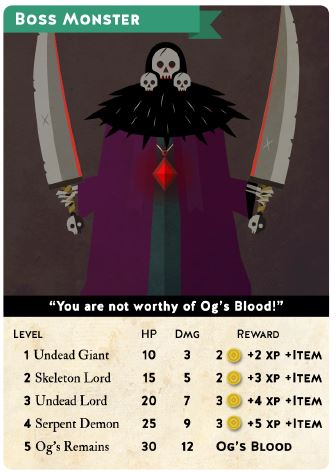 Boss Monster
"You are not worthy of Og's Blood!"
Level HP Dmg Reward
1 Undead Giant 10 3 2 +2 XP +Item
2 Skeleton Lord 15 5 2 +3 XP +Item
3 Undead Lord 20 7 3 +4 XP +Item
4 Serpent Demon 25 9 3 +5 XP +Item
5 Og's Remains 30 12 Og's Blood